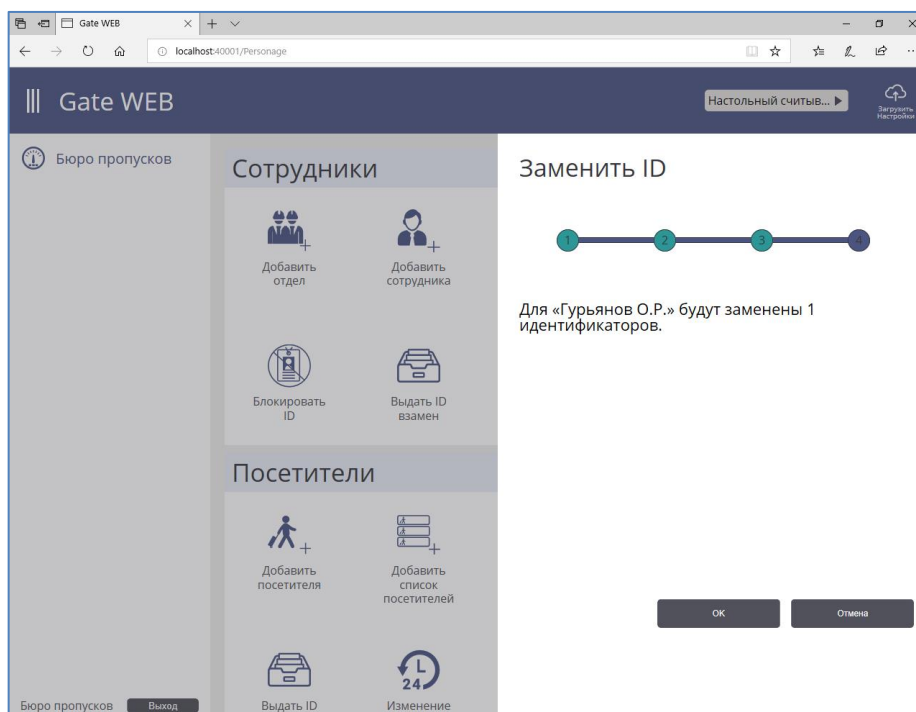 Gate WEB
localhost:40001/Personage
Gate WEB
Настольный считыв...
Загрузить
Настройки
Бюро пропусков
Сотрудники
Добавить
отдел
Добавить
сотрудника
Блокировать
ID
Выдать ID
взамен
Посетители
Добавить
посетителя
Добавить
список
посетителей
L
24
Выдать ID
Изменение
Заменить ID
1
2
3
4
Для «Гурьянов О.Р.» будут заменены 1
идентификаторов.
OK
Отмена
Бюро пропусков
Выход